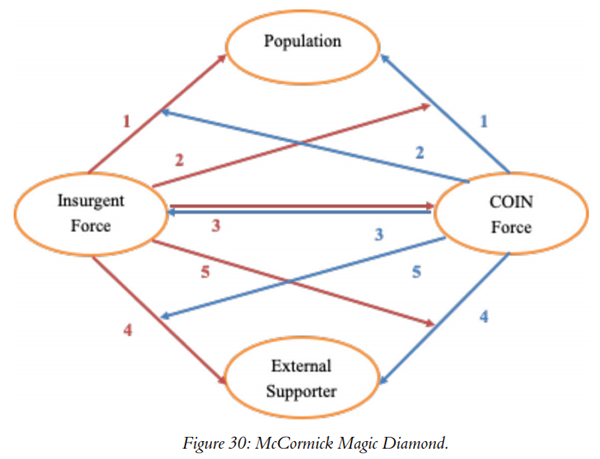 Population
1
1
2
2
Insurgent
Force
COIN
Force
3
3
5
5
4
4
External
Supporter
Figure 30: McCormick Magic Diamond.